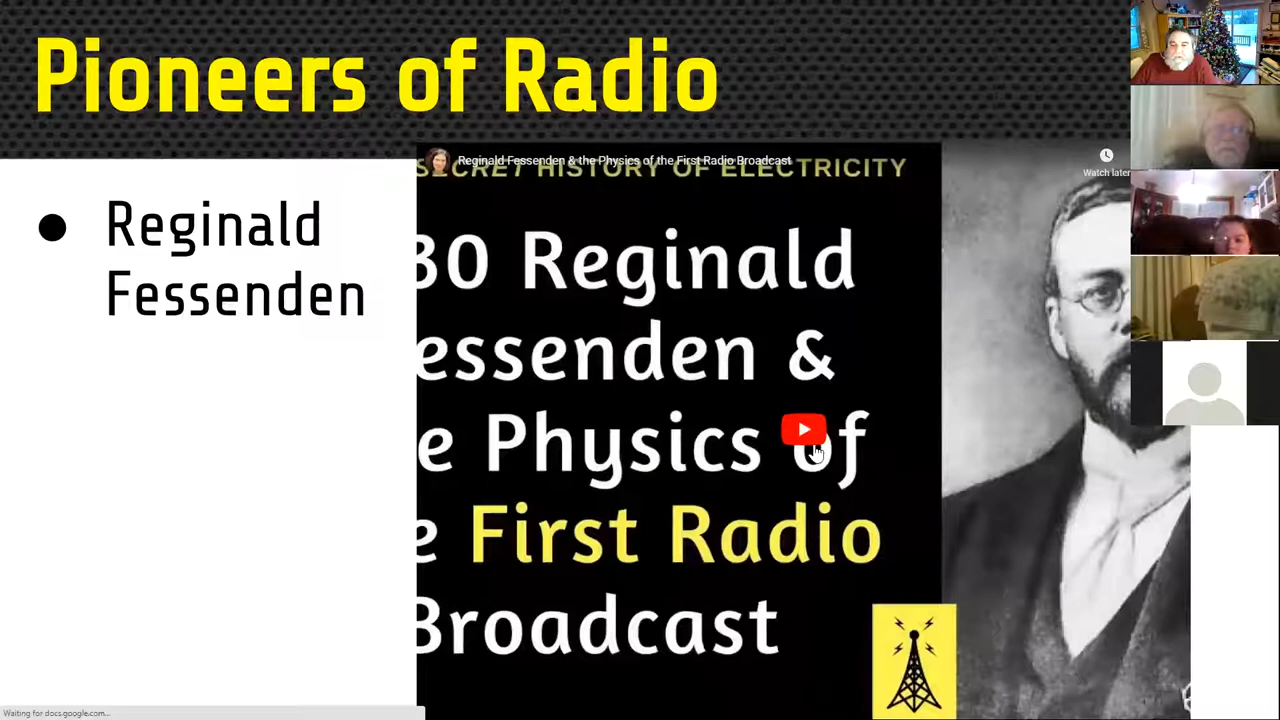 Pioneers of Radio
● Reginald
Fessenden
Reginald Fessenden & the Physics of the First Radio Broadcast
SECRET HISTORY OF ELECTRICITY
Watch later
30 Reginald
essenden &
e Physics of
e First Radio
Broadcast
Waiting for docs.google.com...